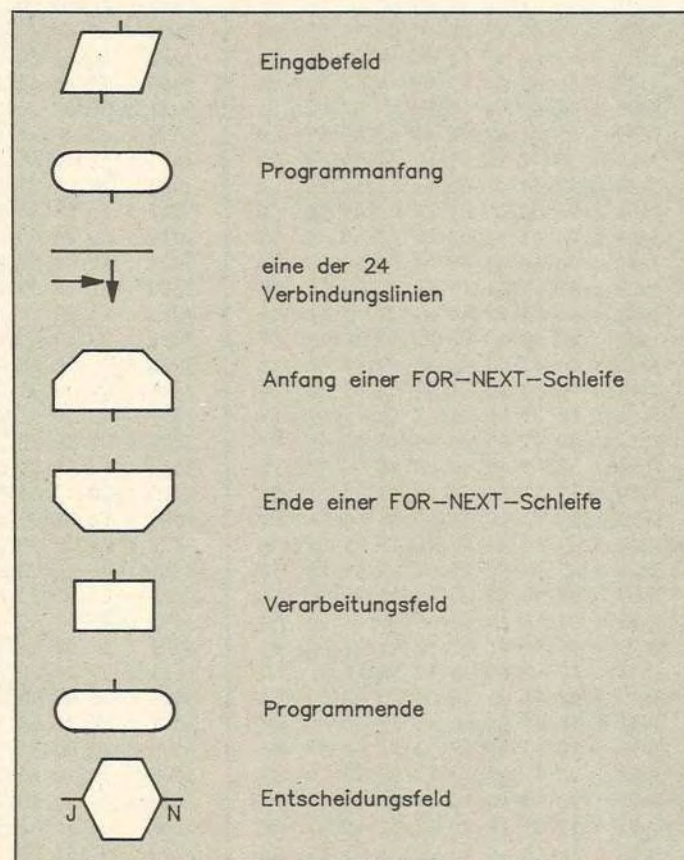 Eingabefeld
Programmanfang
eine der 24
Verbindungslinien
Anfang einer FOR-NEXT-Schleife
Ende einer FOR-NEXT-Schleife
Verarbeitungsfeld
Programmende
J N Entscheidungsfeld